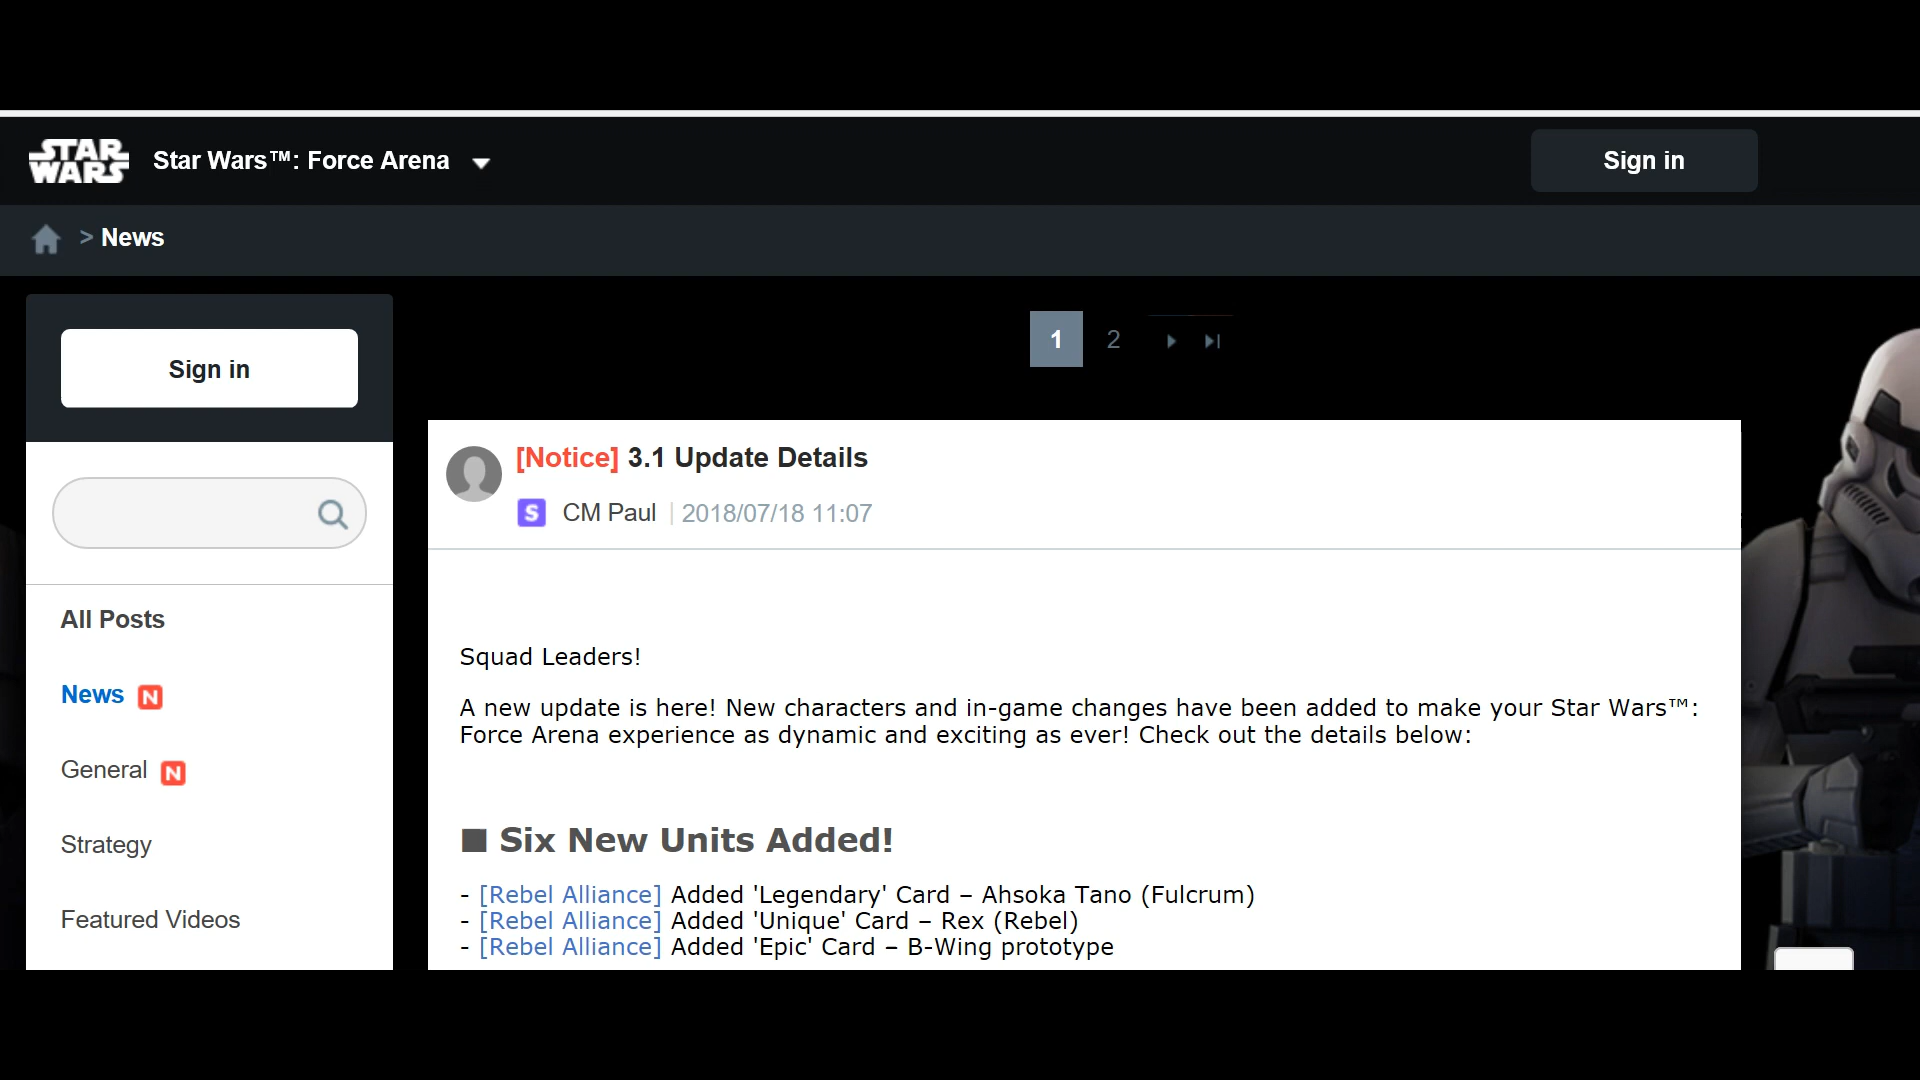 STAR WARS
Star Wars™: Force Arena
Sign in
> News
Sign in
All Posts
News N
General N
Strategy
Featured Videos
1 2
[Notice] 3.1 Update Details
S CM Paul | 2018/07/18 11:07
Squad Leaders!
A new update is here! New characters and in-game changes have been added to make your Star Wars™:
Force Arena experience as dynamic and exciting as ever! Check out the details below:
■ Six New Units Added!
- [Rebel Alliance] Added 'Legendary' Card – Ahsoka Tano (Fulcrum)
- [Rebel Alliance] Added 'Unique' Card – Rex (Rebel)
- [Rebel Alliance] Added 'Epic' Card – B-Wing prototype